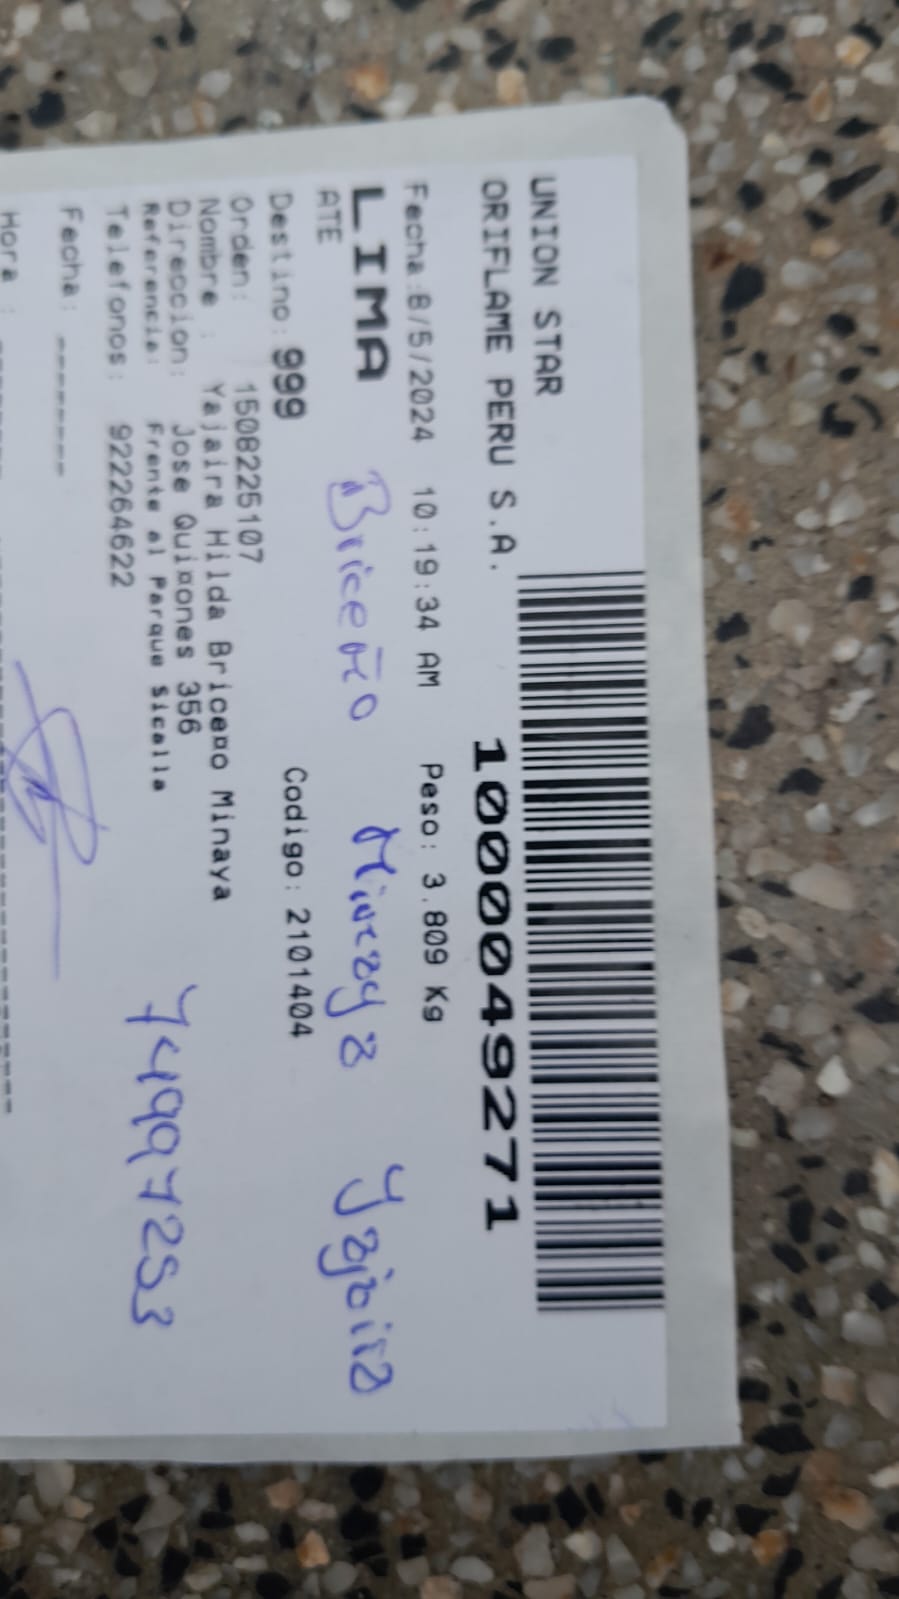 UNION STAR
ORIFLAME PERU S.A.
1000049271
Fecha:8/5/2024 10:19:34 AM Peso: 3.809 Kg
LIMA
Briceño Minaya Yajaira
ATE
Destino: 999 Codigo: 2101404
Orden: 1508225107
Nombre : Yajaira Hilda Briceno Minaya
Direccion: Jose Quinones 356
Referencia: Frente al Parque Sicalla
Telefonos: 922264622
74997253
Fecha: ------
Hora :